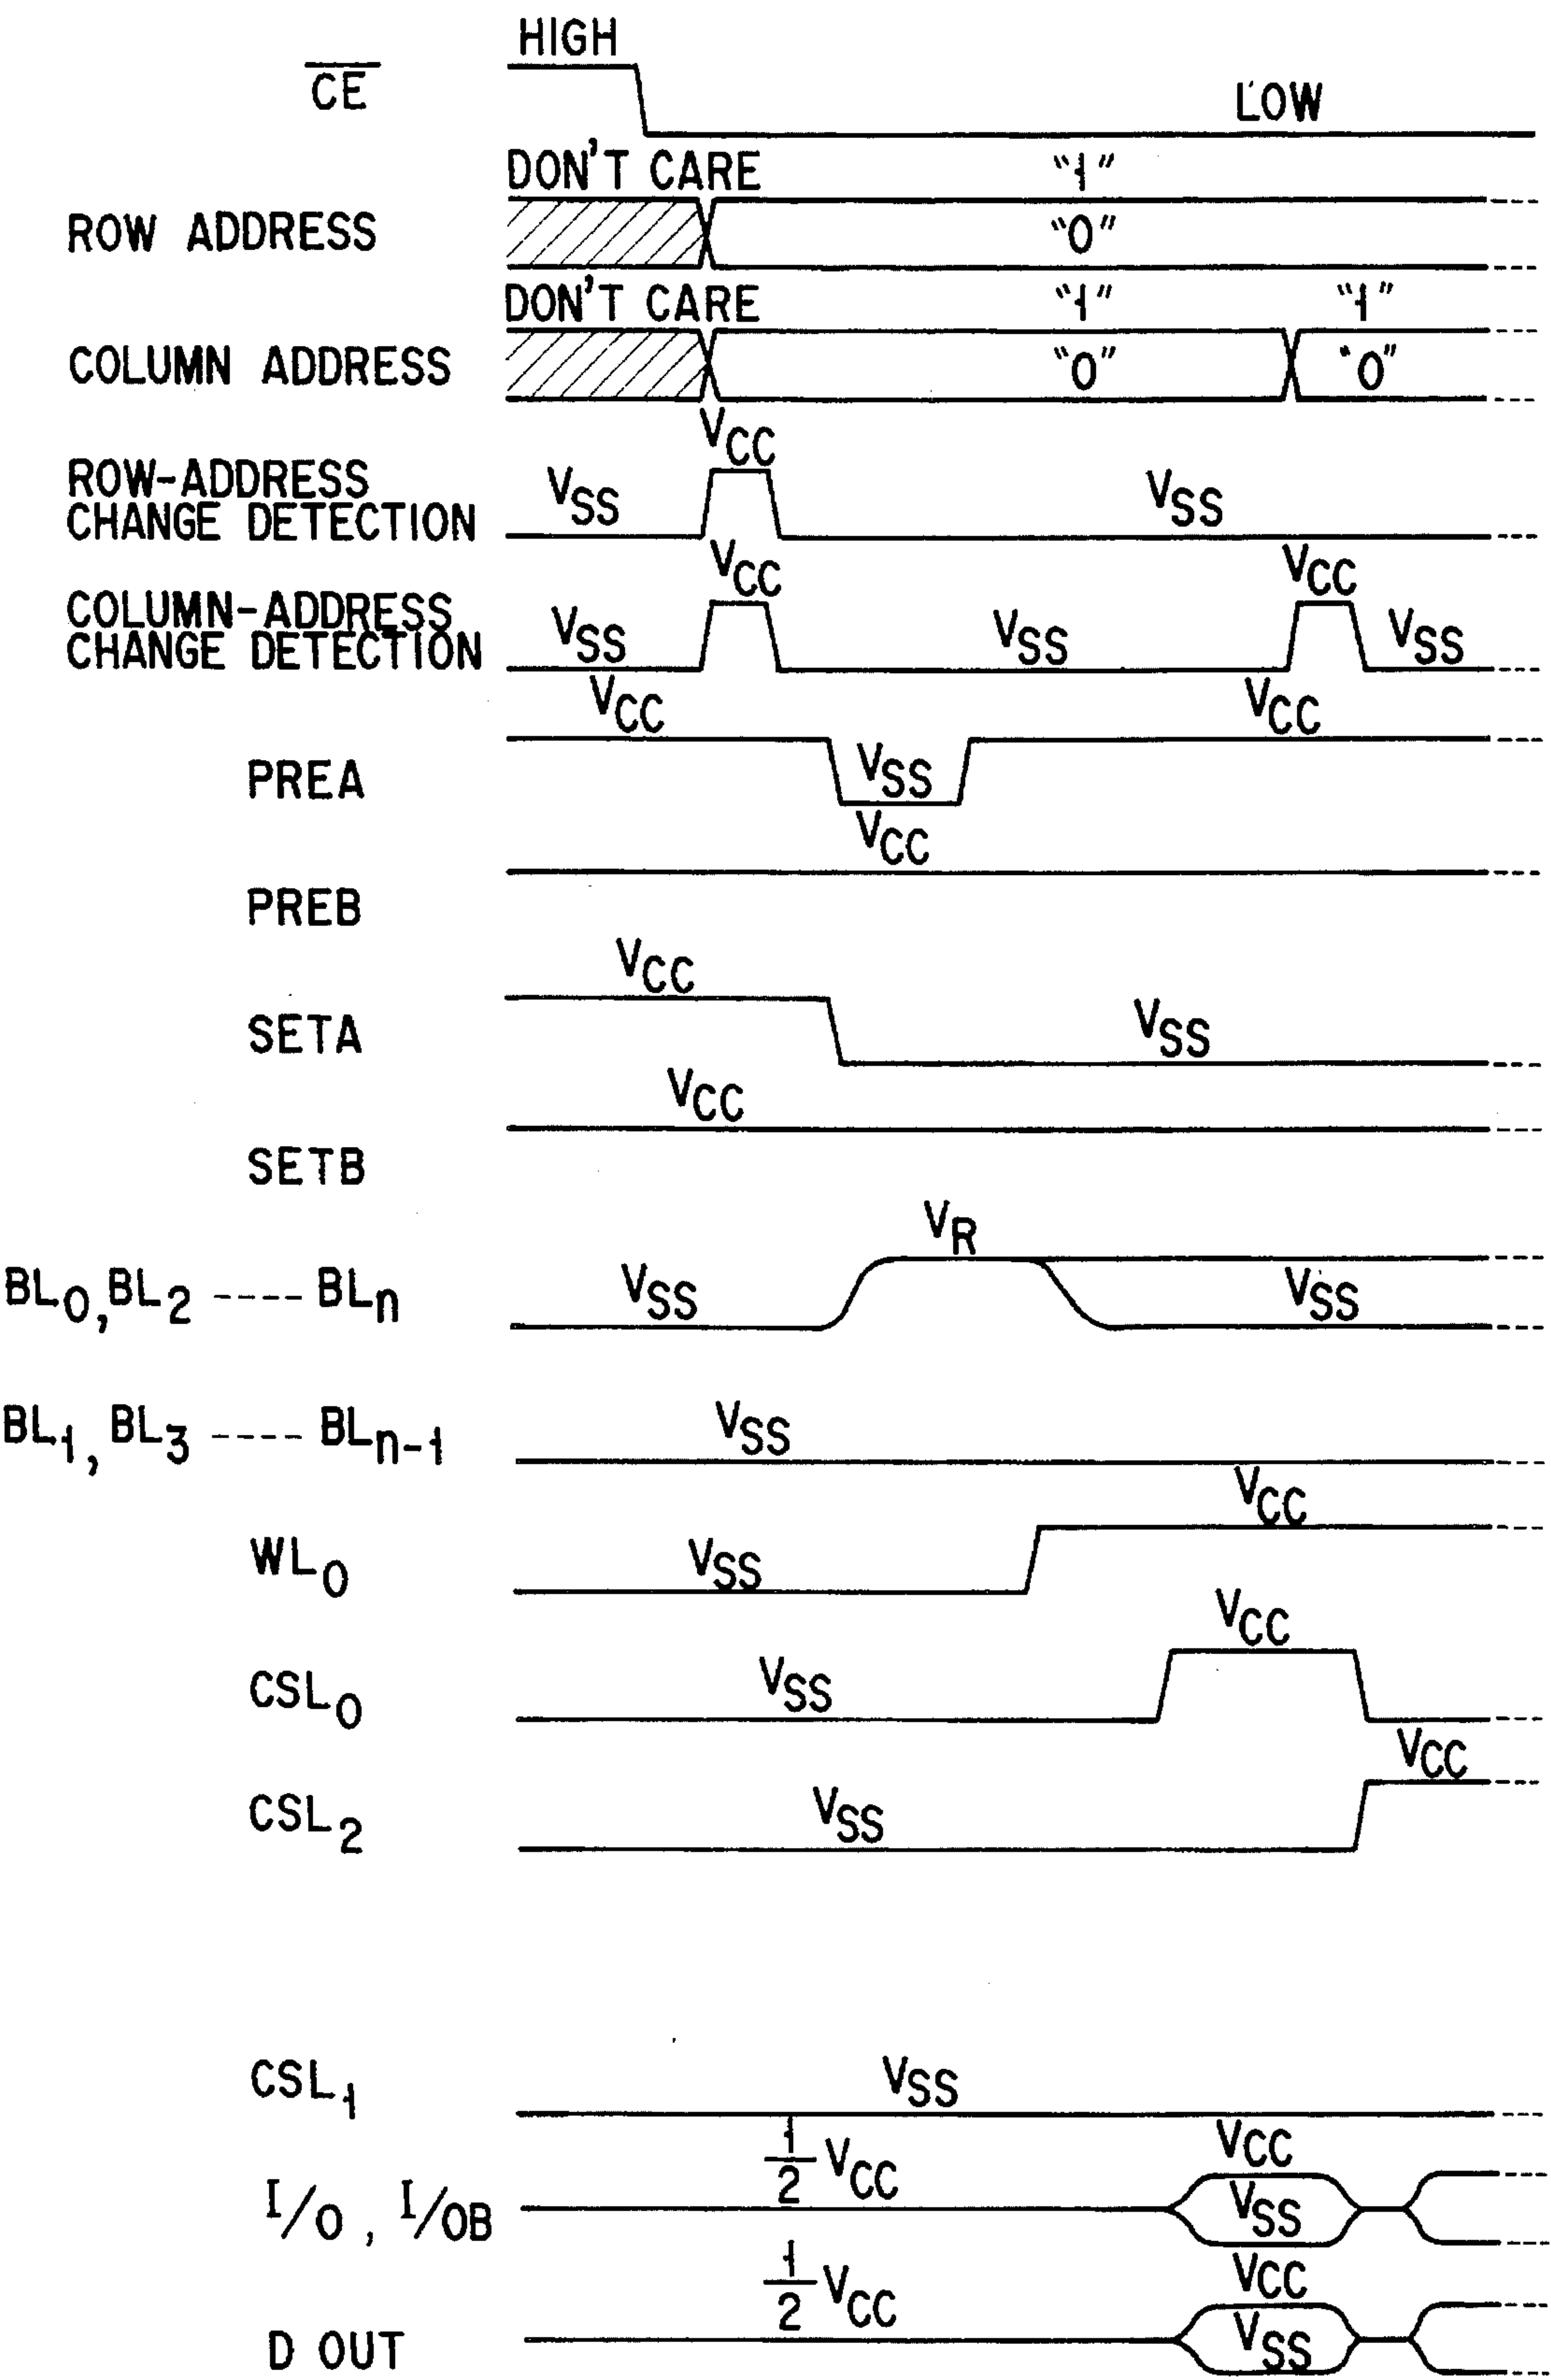 HIGH
CE
LOW
DON'T CARE "1"
ROW ADDRESS "0"
DON'T CARE "1" "1"
COLUMN ADDRESS "0" "0"
VCC
ROW-ADDRESS
CHANGE DETECTION VSS VSS
VCC VCC
COLUMN-ADDRESS
CHANGE DETECTION VSS VSS VSS
VCC VCC
PREA VSS
VCC
PREB
VCC
SETA VSS
VCC
SETB
VR
BL0, BL2 ---- BLn VSS VSS
BL1, BL3 ---- BLn-1 VSS
VCC
WL0 VSS
VCC
CSL0 VSS
VCC
CSL2 VSS
CSL1 VSS
1/2 VCC VCC
I/O, I/OB VSS
1/2 VCC VCC
D OUT VSS